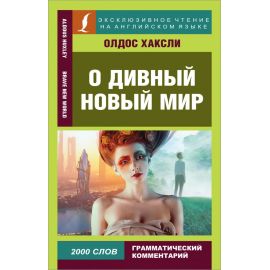 ЭКСКЛЮЗИВНОЕ ЧТЕНИЕ
НА АНГЛИЙСКОМ ЯЗЫКЕ
ALDOUS HUXLEY
BRAVE NEW WORLD
ОЛДОС ХАКСЛИ
О ДИВНЫЙ
НОВЫЙ МИР
2000 СЛОВ
ГРАММАТИЧЕСКИЙ
КОММЕНТАРИЙ